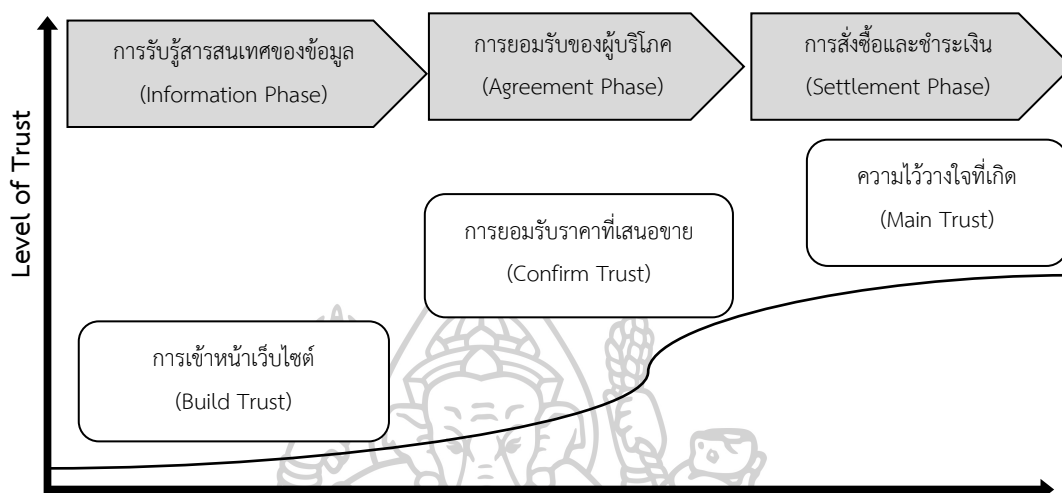 การรับรู้สารสนเทศของข้อมูล
(Information Phase)
การยอมรับของผู้บริโภค
(Agreement Phase)
การสั่งซื้อและชำระเงิน
(Settlement Phase)
Level of Trust
ความไว้วางใจที่เกิด
(Main Trust)
การยอมรับราคาที่เสนอขาย
(Confirm Trust)
การเข้าหน้าเว็บไซต์
(Build Trust)